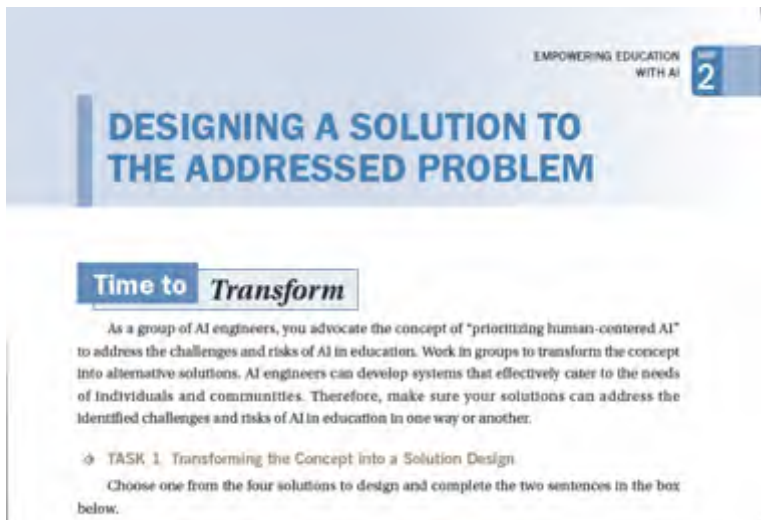 EMPOWERING EDUCATION
WITH AI
2
DESIGNING A SOLUTION TO
THE ADDRESSED PROBLEM
Time to Transform
As a group of AI engineers, you advocate the concept of "prioritizing human-centered AI"
to address the challenges and risks of AI in education. Work in groups to transform the concept
into alternative solutions. AI engineers can develop systems that effectively cater to the needs
of individuals and communities. Therefore, make sure your solutions can address the
identified challenges and risks of AI in education in one way or another.
TASK 1 Transforming the Concept into a Solution Design
Choose one from the four solutions to design and complete the two sentences in the box
below.